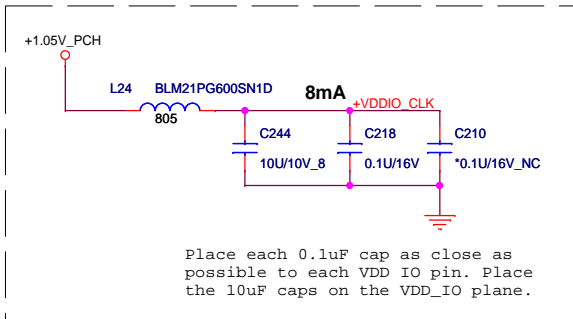 +1.05V_PCH
L24 BLM21PG600SN1D
805
8mA
+VDDIO_CLK
C244
10U/10V_8
C218
0.1U/16V
C210
*0.1U/16V_NC
Place each 0.1uF cap as close as
possible to each VDD IO pin. Place
the 10uF caps on the VDD_IO plane.